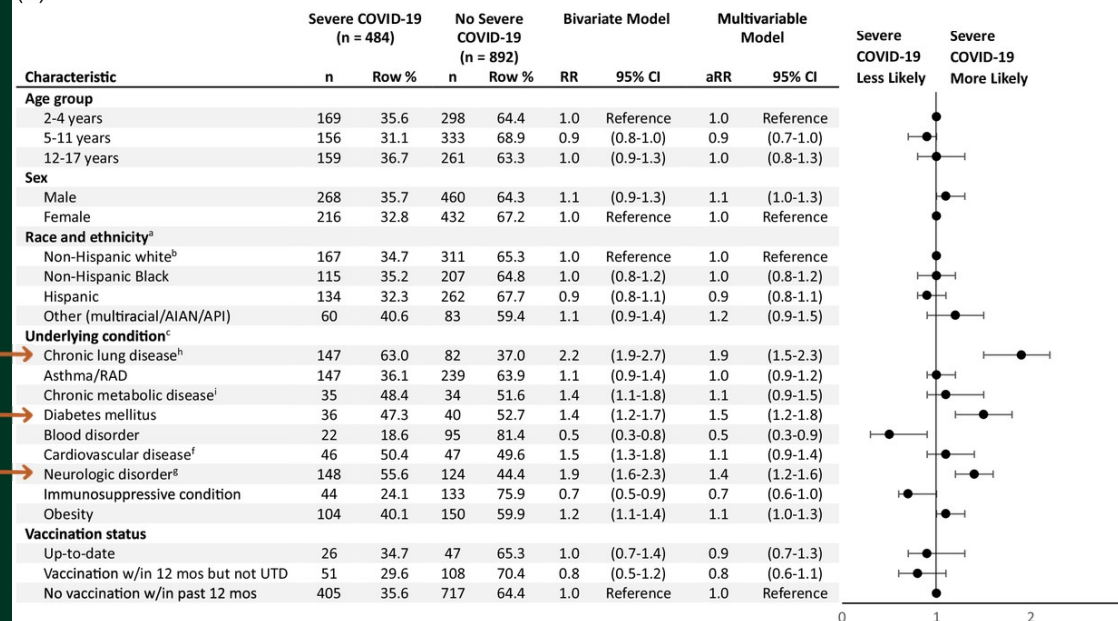 Severe COVID-19 No Severe Bivariate Model Multivariable
(n = 484) COVID-19 Model Severe Severe
(n = 892) COVID-19 COVID-19
Characteristic n Row % n Row % RR 95% CI aRR 95% CI Less Likely More Likely
Age group
2-4 years 169 35.6 298 64.4 1.0 Reference 1.0 Reference
5-11 years 156 31.1 333 68.9 0.9 (0.8-1.0) 0.9 (0.7-1.0)
12-17 years 159 36.7 261 63.3 1.0 (0.9-1.3) 1.0 (0.8-1.3)
Sex
Male 268 35.7 460 64.3 1.1 (0.9-1.3) 1.1 (1.0-1.3)
Female 216 32.8 432 67.2 1.0 Reference 1.0 Reference
Race and ethnicityᵃ
Non-Hispanic whiteᵇ 167 34.7 311 65.3 1.0 Reference 1.0 Reference
Non-Hispanic Black 115 35.2 207 64.8 1.0 (0.8-1.2) 1.0 (0.8-1.2)
Hispanic 134 32.3 262 67.7 0.9 (0.8-1.1) 0.9 (0.8-1.1)
Other (multiracial/AIAN/API) 60 40.6 83 59.4 1.1 (0.9-1.4) 1.2 (0.9-1.5)
Underlying conditionᶜ
Chronic lung diseaseʰ 147 63.0 82 37.0 2.2 (1.9-2.7) 1.9 (1.5-2.3)
Asthma/RAD 147 36.1 239 63.9 1.1 (0.9-1.4) 1.0 (0.9-1.2)
Chronic metabolic diseaseⁱ 35 48.4 34 51.6 1.4 (1.1-1.8) 1.1 (0.9-1.5)
Diabetes mellitus 36 47.3 40 52.7 1.4 (1.2-1.7) 1.5 (1.2-1.8)
Blood disorder 22 18.6 95 81.4 0.5 (0.3-0.8) 0.5 (0.3-0.9)
Cardiovascular diseaseᶠ 46 50.4 47 49.6 1.5 (1.3-1.8) 1.1 (0.9-1.4)
Neurologic disorderᵍ 148 55.6 124 44.4 1.9 (1.6-2.3) 1.4 (1.2-1.6)
Immunosuppressive condition 44 24.1 133 75.9 0.7 (0.5-0.9) 0.7 (0.6-1.0)
Obesity 104 40.1 150 59.9 1.2 (1.1-1.4) 1.1 (1.0-1.3)
Vaccination status
Up-to-date 26 34.7 47 65.3 1.0 (0.7-1.4) 0.9 (0.7-1.3)
Vaccination w/in 12 mos but not UTD 51 29.6 108 70.4 0.8 (0.5-1.2) 0.8 (0.6-1.1)
No vaccination w/in past 12 mos 405 35.6 717 64.4 1.0 Reference 1.0 Reference
0 1 2